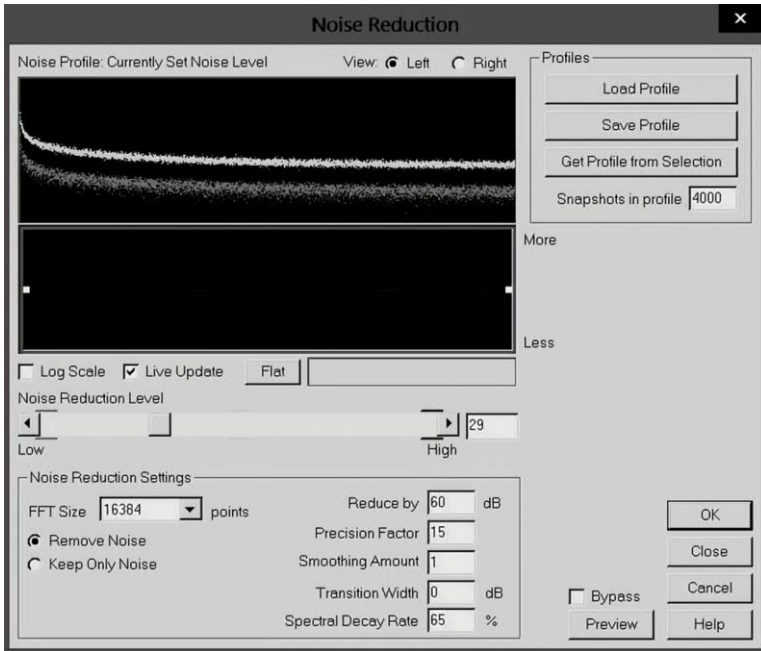 Noise Reduction
Noise Profile: Currently Set Noise Level View: Left Right
Profiles
Load Profile
Save Profile
Get Profile from Selection
Snapshots in profile 4000
More
Less
Log Scale Live Update Flat
Noise Reduction Level
29
Low High
Noise Reduction Settings
FFT Size 16384 points
Remove Noise
Keep Only Noise
Reduce by 60 dB
Precision Factor 15
Smoothing Amount 1
Transition Width 0 dB
Spectral Decay Rate 65 %
OK
Close
Cancel
Bypass
Preview
Help